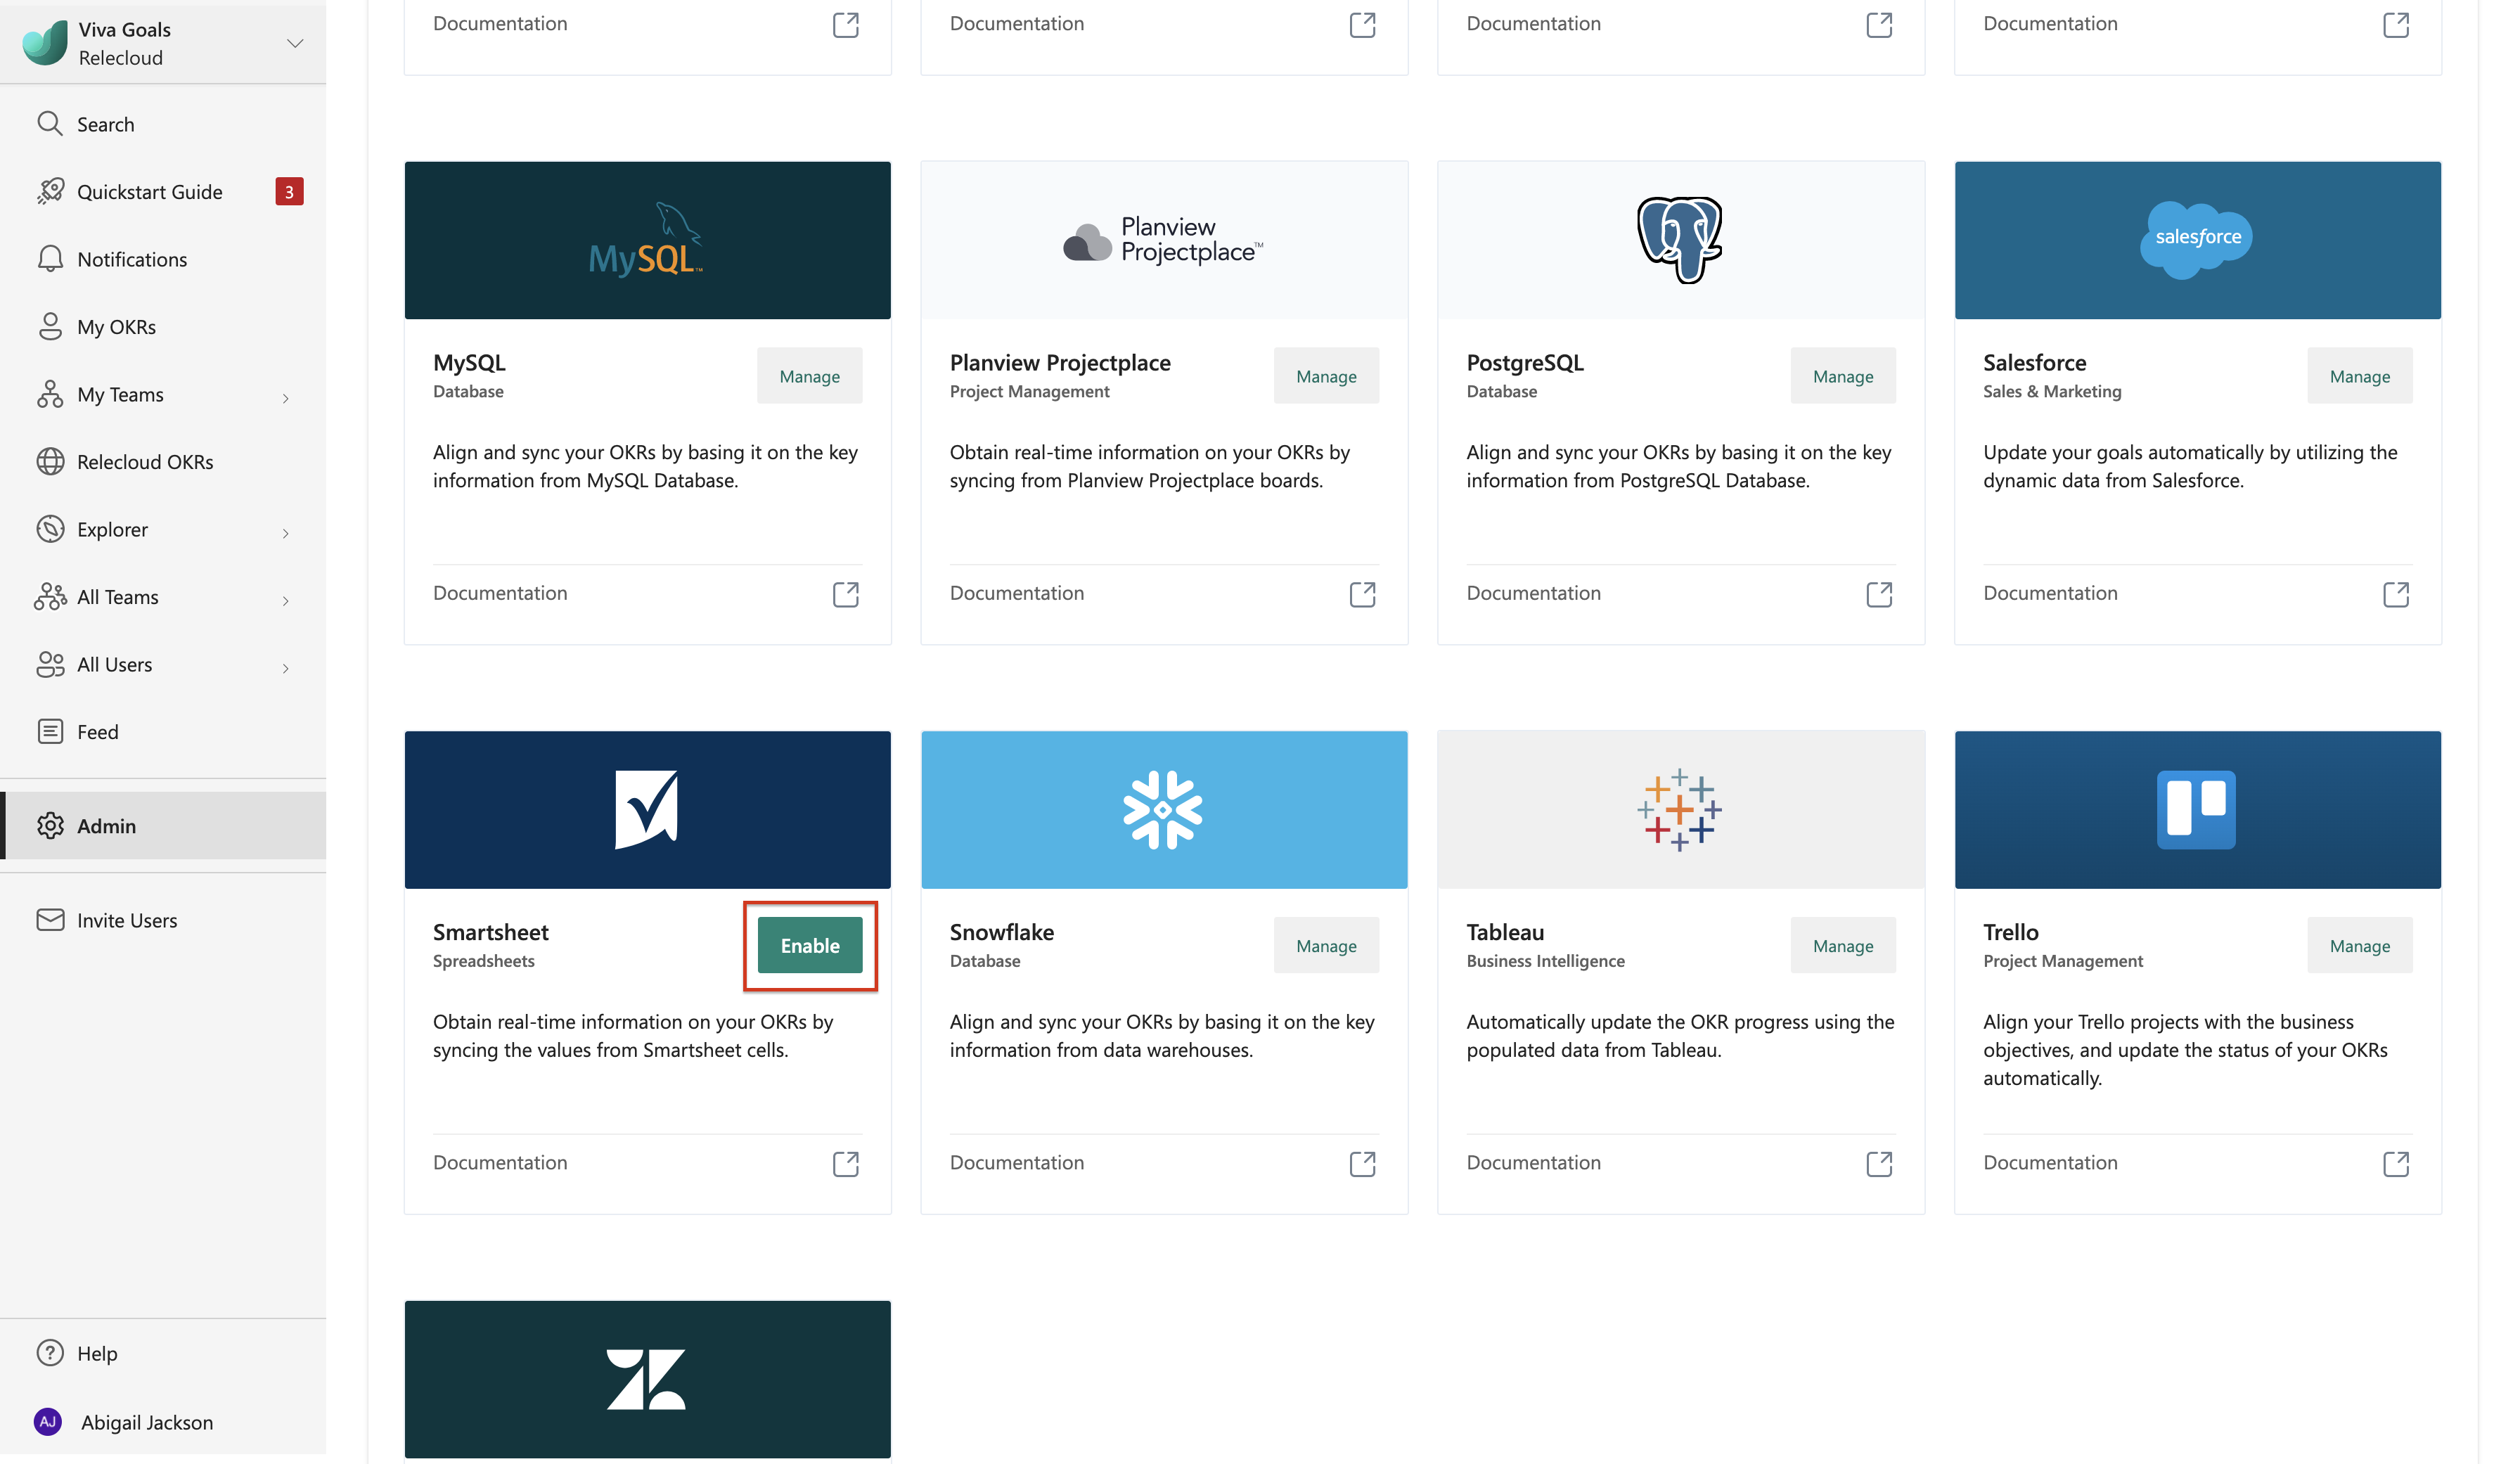 Viva Goals
Relecloud
Search
Quickstart Guide
3
Notifications
My OKRs
My Teams
Relecloud OKRs
Explorer
All Teams
All Users
Feed
Admin
Invite Users
Help
AJ
Abigail Jackson
Documentation
Documentation
Documentation
Documentation
MySQL™
MySQL
Database
Manage
Align and sync your OKRs by basing it on the key
information from MySQL Database.
Documentation
Planview
Projectplace™
Planview Projectplace
Project Management
Manage
Obtain real-time information on your OKRs by
syncing from Planview Projectplace boards.
Documentation
PostgreSQL
Database
Manage
Align and sync your OKRs by basing it on the key
information from PostgreSQL Database.
Documentation
salesforce
Salesforce
Sales & Marketing
Manage
Update your goals automatically by utilizing the
dynamic data from Salesforce.
Documentation
Smartsheet
Spreadsheets
Enable
Obtain real-time information on your OKRs by
syncing the values from Smartsheet cells.
Documentation
Snowflake
Database
Manage
Align and sync your OKRs by basing it on the key
information from data warehouses.
Documentation
Tableau
Business Intelligence
Manage
Automatically update the OKR progress using the
populated data from Tableau.
Documentation
Trello
Project Management
Manage
Align your Trello projects with the business
objectives, and update the status of your OKRs
automatically.
Documentation